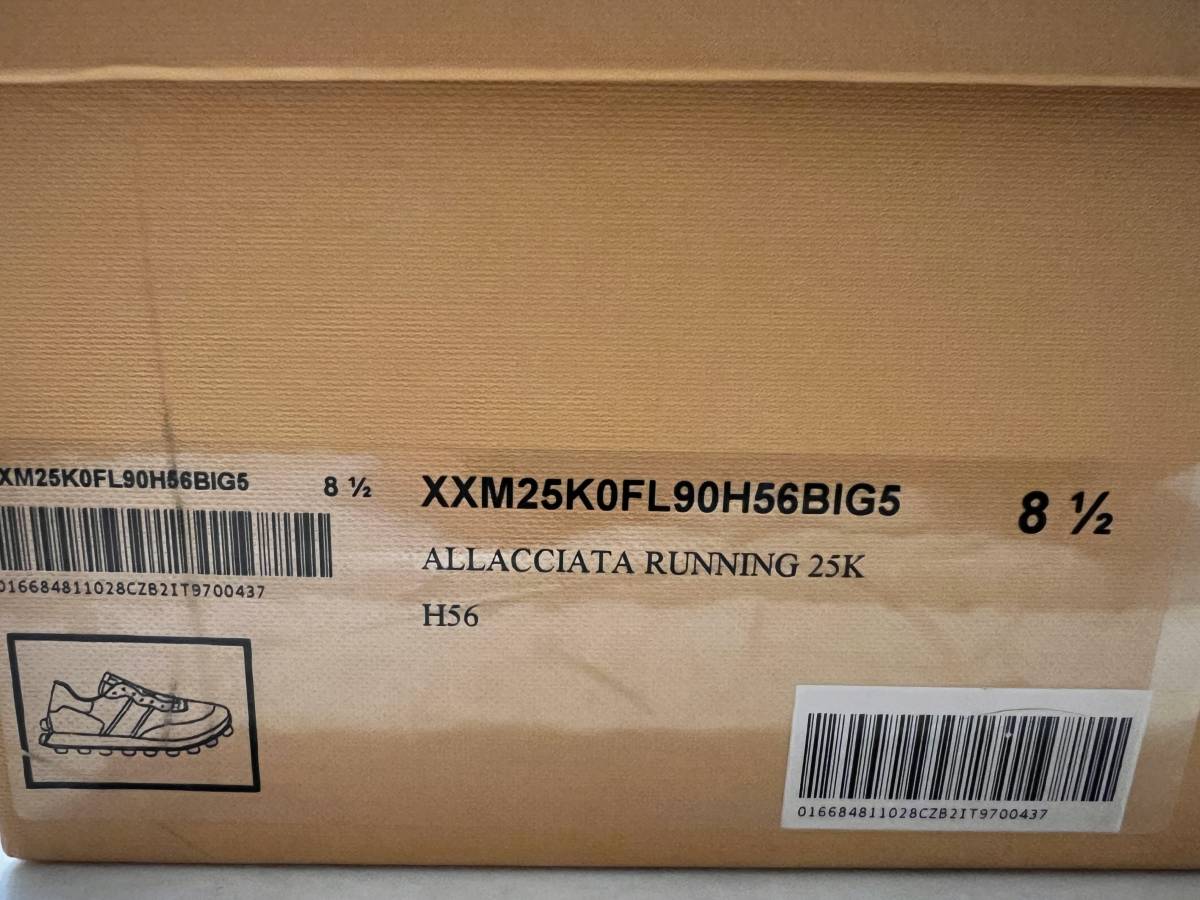 XM25K0FL90H56BIG5 8 ½
016684811028CZB2IT9700437
XXM25K0FL90H56BIG5 8 ½
ALLACCIATA RUNNING 25K
H56
016684811028CZB2IT9700437